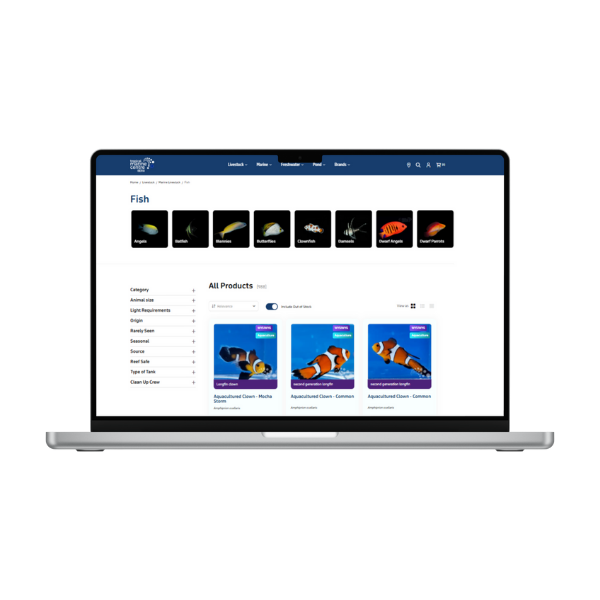 marine
centre
Livestock
Marine
Freshwater
Pond
Brands
Home | Livestock | Marine Livestock | Fish
Fish
Angels
Batfish
Blennies
Butterflies
Clownfish
Damsels
Dwarf Angels
Dwarf Parrots
All Products
Category +
Animal size +
Light Requirements +
Origin +
Rarely Seen +
Seasonal +
Source +
Reef Safe +
Type of Tank +
Clean Up Crew +
Relevance
Include Out of Stock
View as
Longfin clown
second generation longfin
second generation longfin
Aquacultured Clown - Mocha
Storm
Aquacultured Clown - Common
Aquacultured Clown - Common
Amphiprion ocellaris
Amphiprion ocellaris
Amphiprion ocellaris